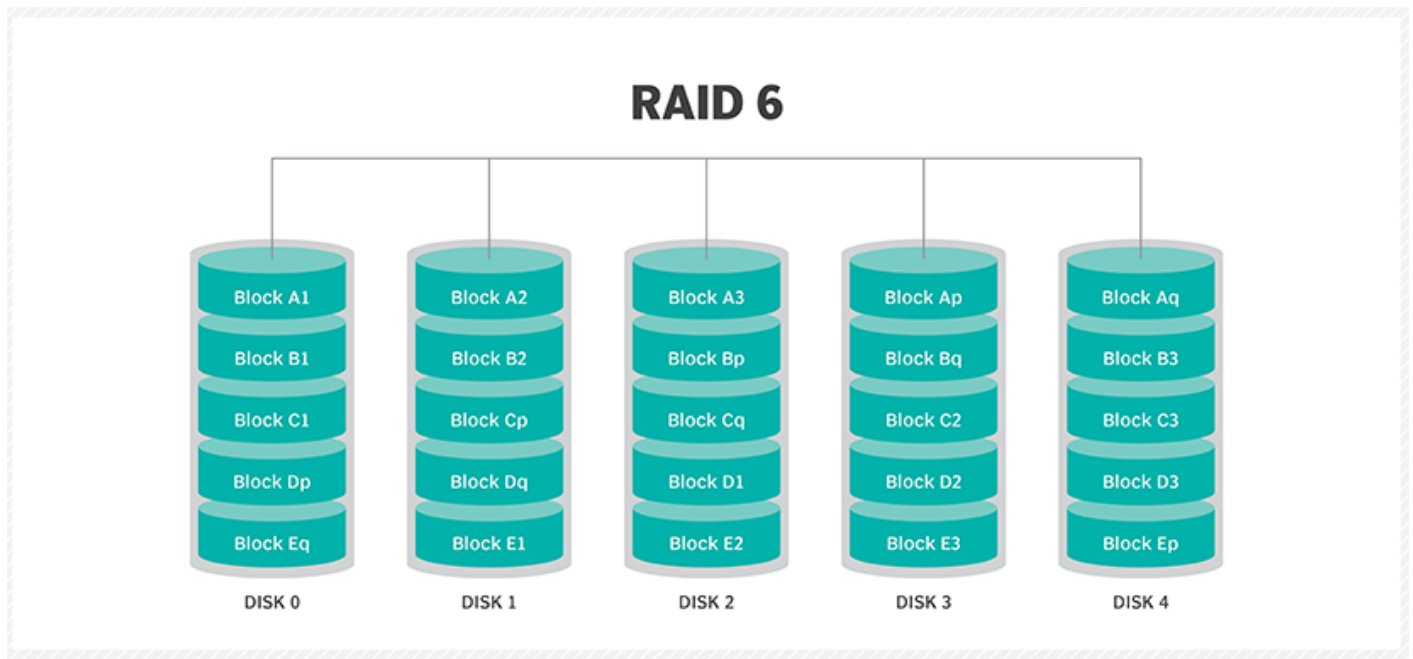 RAID 6
Block A1 Block A2 Block A3 Block Ap Block Aq
Block B1 Block B2 Block Bp Block Bq Block B3
Block C1 Block Cp Block Cq Block C2 Block C3
Block Dp Block Dq Block D1 Block D2 Block D3
Block Eq Block E1 Block E2 Block E3 Block Ep
DISK 0 DISK 1 DISK 2 DISK 3 DISK 4